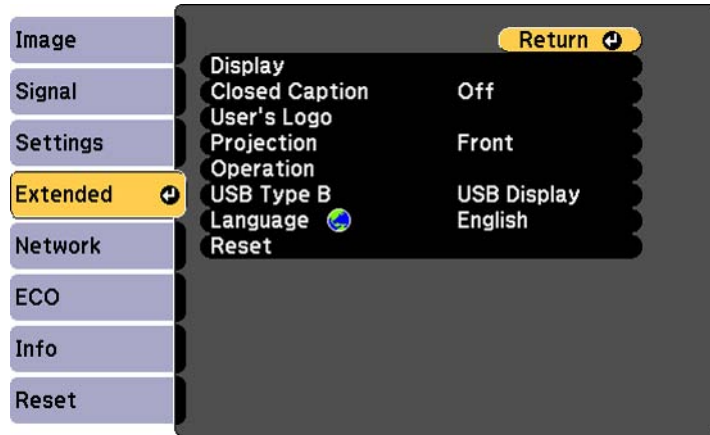 Image
Signal
Settings
Extended
Network
ECO
Info
Reset
Return
Display
Closed Caption Off
User's Logo
Projection Front
Operation
USB Type B USB Display
Language English
Reset